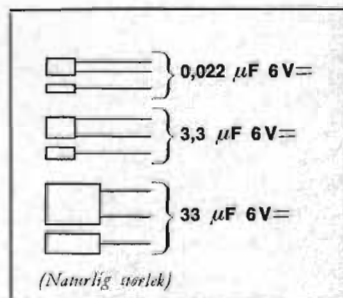 0,022 µF 6V=
3,3 µF 6V=
33 µF 6V=
(Naturlig storlek)